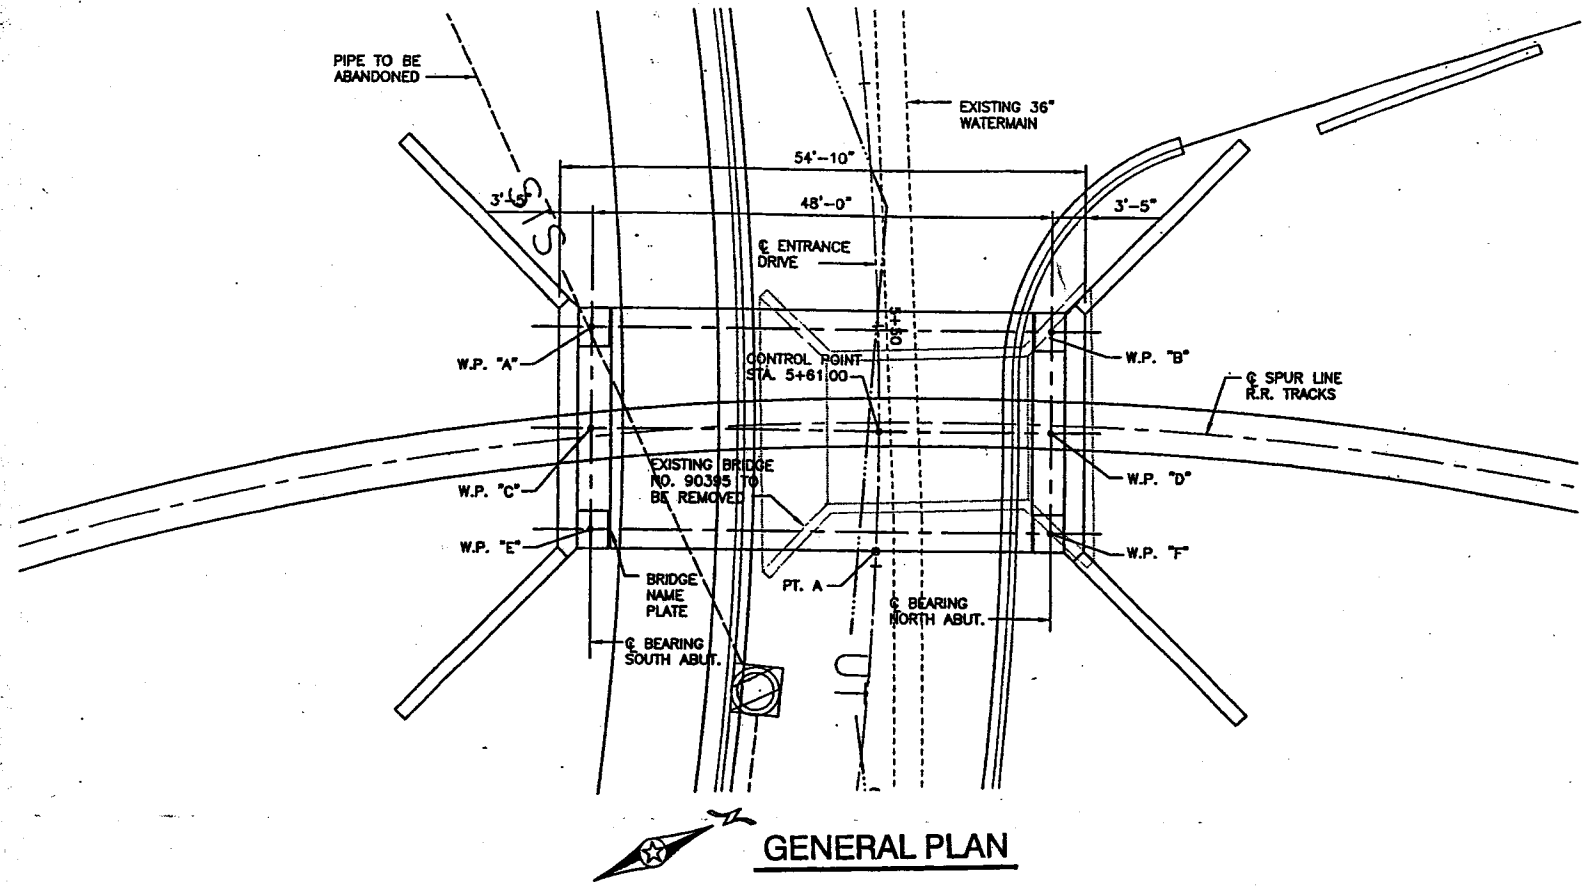 PIPE TO BE
ABANDONED
EXISTING 36"
WATERMAIN
54'-10"
3'-5"
48'-0"
3'-5"
℄ ENTRANCE
DRIVE
5+50
W.P. "A"
W.P. "B"
CONTROL POINT
STA. 5+61.00
℄ SPUR LINE
R.R. TRACKS
EXISTING BRIDGE
NO. 90395 TO
BE REMOVED
W.P. "C"
W.P. "D"
W.P. "E"
W.P. "F"
BRIDGE
NAME
PLATE
PT. A
℄ BEARING
NORTH ABUT.
℄ BEARING
SOUTH ABUT.
N
GENERAL PLAN